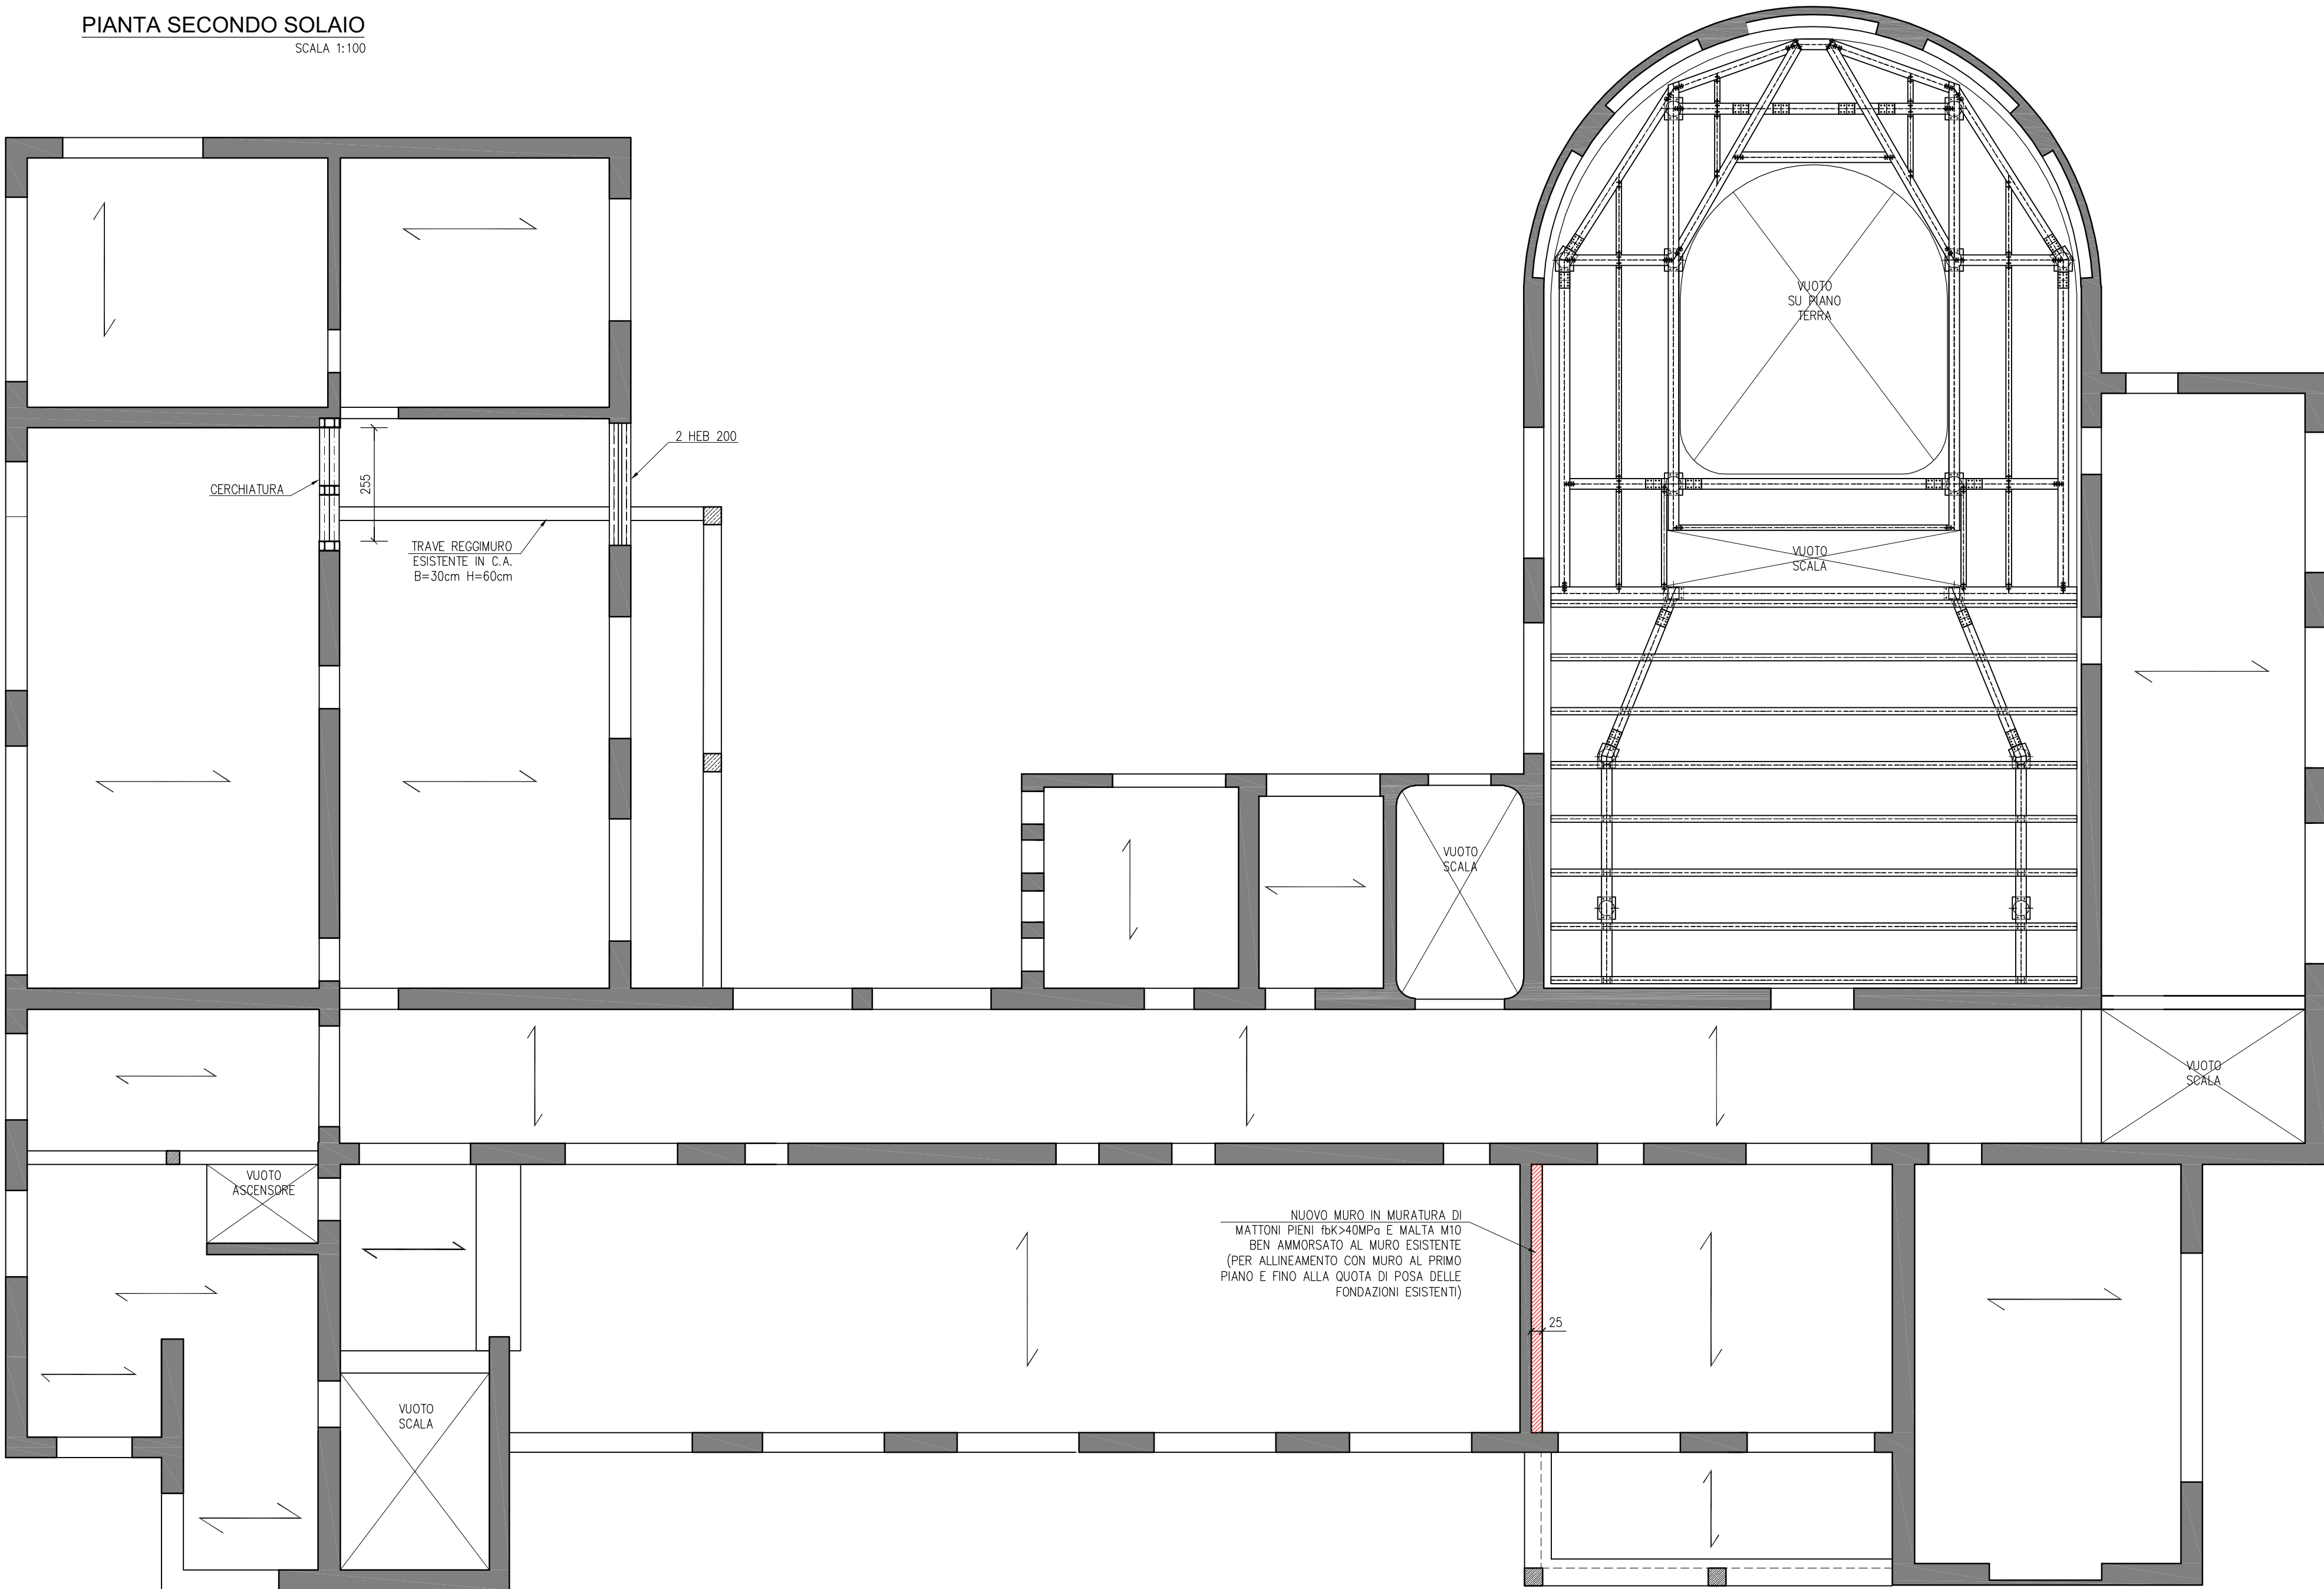 PIANTA SECONDO SOLAIO
SCALA 1:100
VUOTO
SU PIANO
TERRA
2 HEB 200
CERCHIATURA
255
TRAVE REGGIMURO
ESISTENTE IN C.A.
B=30cm H=60cm
VUOTO
SCALA
VUOTO
SCALA
VUOTO
SCALA
VUOTO
ASCENSORE
NUOVO MURO IN MURATURA DI
MATTONI PIENI fbK>40MPa E MALTA M10
BEN AMMORSATO AL MURO ESISTENTE
(PER ALLINEAMENTO CON MURO AL PRIMO
PIANO E FINO ALLA QUOTA DI POSA DELLE
FONDAZIONI ESISTENTI)
25
VUOTO
SCALA